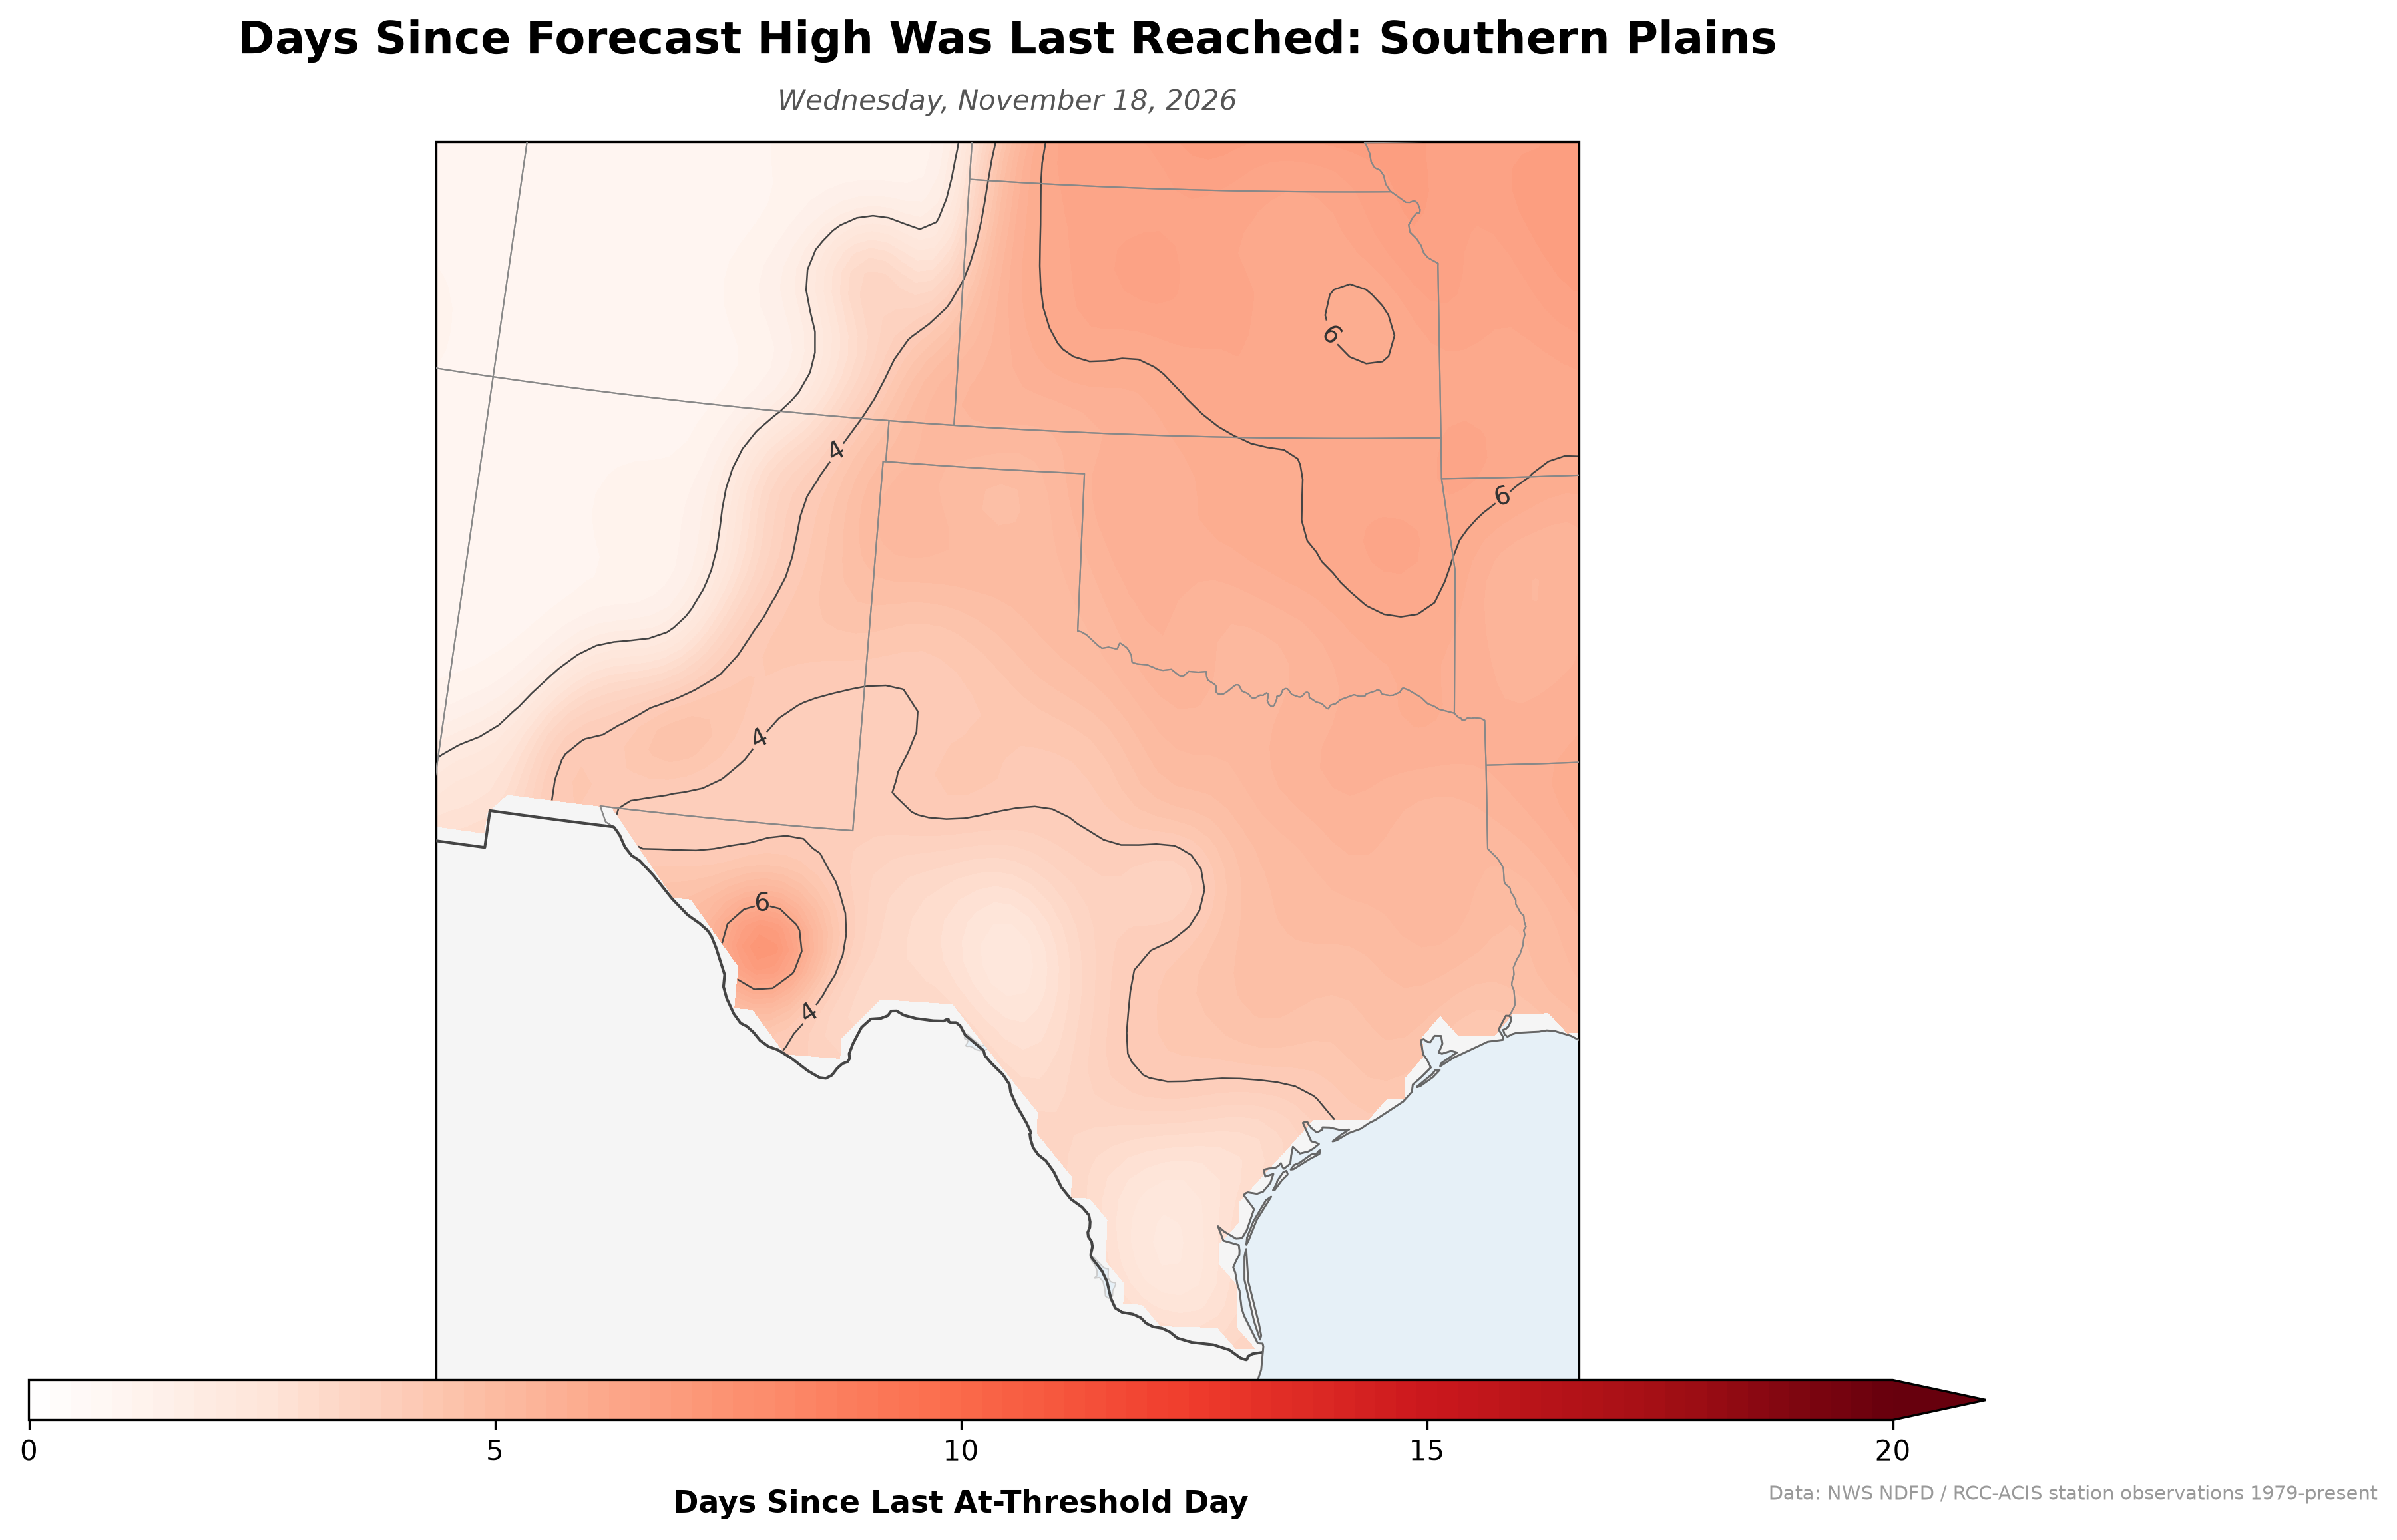 Days Since Forecast High Was Last Reached: Southern Plains
Wednesday, November 18, 2026
6
4
6
4
6
4
0 5 10 15 20
Days Since Last At-Threshold Day
Data: NWS NDFD / RCC-ACIS station observations 1979-present